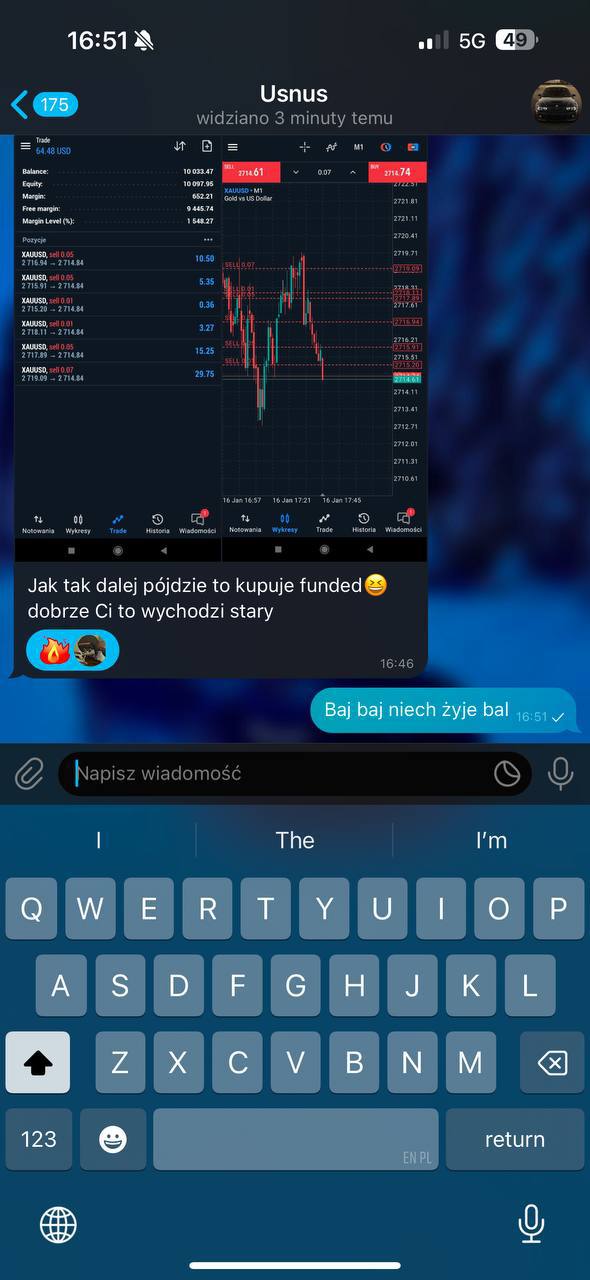 16:51
5G
49
175
Usnus
widziano 3 minuty temu
Trade
64.48 USD
Balance: 10 033.47
Equity: 10 097.95
Margin: 652.21
Free margin: 9 445.74
Margin Level (%): 1 548.27
Pozycje
XAUUSD, sell 0.05
2 716.94 → 2 714.84 10.50
XAUUSD, sell 0.05
2 715.91 → 2 714.84 5.35
XAUUSD, sell 0.01
2 715.20 → 2 714.84 0.36
XAUUSD, sell 0.01
2 718.11 → 2 714.84 3.27
XAUUSD, sell 0.05
2 717.89 → 2 714.84 15.25
XAUUSD, sell 0.07
2 719.09 → 2 714.84 29.75
Notowania Wykresy Trade Historia Wiadomości
M1
SELL 2714.61 0.07 BUY 2714.74
XAUUSD • M1
Gold vs US Dollar
2722.51
2721.81
2721.11
2720.41
2719.71
SELL 0.07 2719.09
2718.31
2718.11
2717.89
2717.61
2716.94
2716.21
2715.91
2715.51
2715.20
2714.61
2714.11
2713.41
2712.71
2712.01
2711.31
2710.61
16 Jan 16:57 16 Jan 17:21 16 Jan 17:45
Notowania Wykresy Trade Historia Wiadomości
Jak tak dalej pójdzie to kupuje funded😆
dobrze Ci to wychodzi stary
16:46
Baj baj niech żyje bal 16:51
Napisz wiadomość
I The I'm
Q W E R T Y U I O P
A S D F G H J K L
Z X C V B N M
123 EN PL return